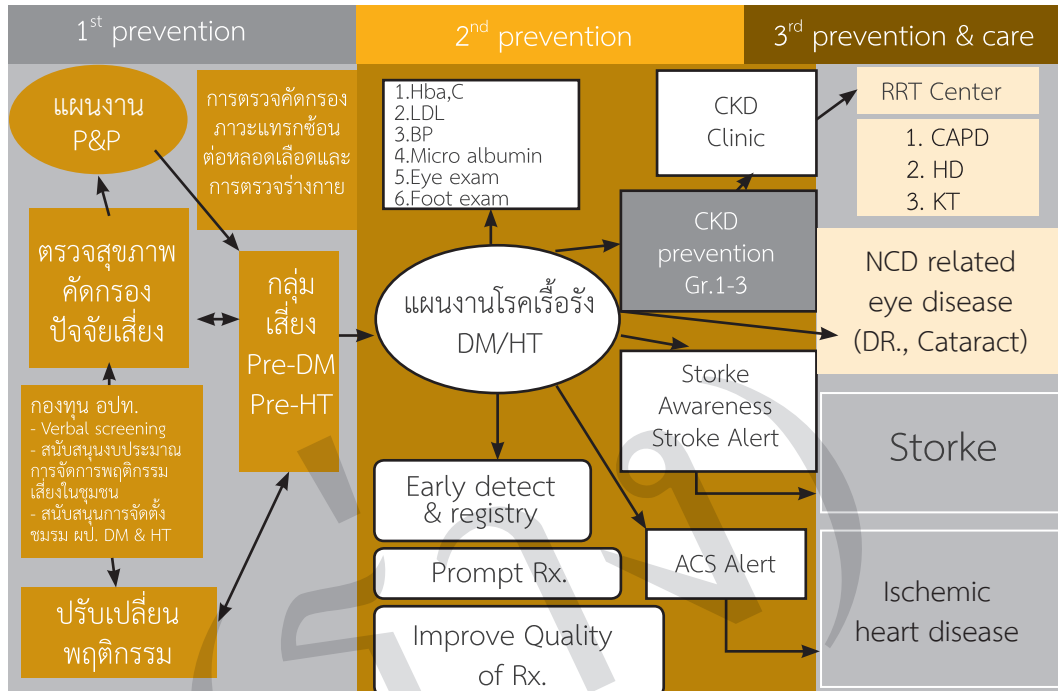 1st prevention
2nd prevention
3rd prevention & care
แผนงาน
P&P
การตรวจคัดกรอง
ภาวะแทรกซ้อน
ต่อหลอดเลือดและ
การตรวจร่างกาย
ตรวจสุขภาพ
คัดกรอง
ปัจจัยเสี่ยง
กลุ่ม
เสี่ยง
Pre-DM
Pre-HT
กองทุน อปท.
- Verbal screening
- สนับสนุนงบประมาณ
การจัดการพฤติกรรม
เสี่ยงในชุมชน
- สนับสนุนการจัดตั้ง
ชมรม ผป. DM & HT
ปรับเปลี่ยน
พฤติกรรม
1.Hba,C
2.LDL
3.BP
4.Micro albumin
5.Eye exam
6.Foot exam
แผนงานโรคเรื้อรัง
DM/HT
Early detect
& registry
Prompt Rx.
Improve Quality
of Rx.
CKD
Clinic
CKD
prevention
Gr.1-3
Storke
Awareness
Stroke Alert
ACS Alert
RRT Center
1. CAPD
2. HD
3. KT
NCD related
eye disease
(DR., Cataract)
Storke
Ischemic
heart disease
ร่าง)